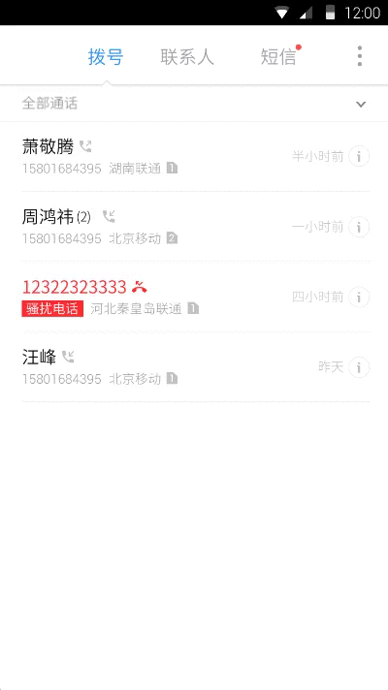 12:00
拨号 联系人 短信
全部通话
萧敬腾 半小时前
15801684395 湖南联通 1
周鸿祎(2) 一小时前
15801684395 北京移动 2
12322323333 四小时前
骚扰电话 河北秦皇岛联通 1
汪峰 昨天
15801684395 北京移动 1